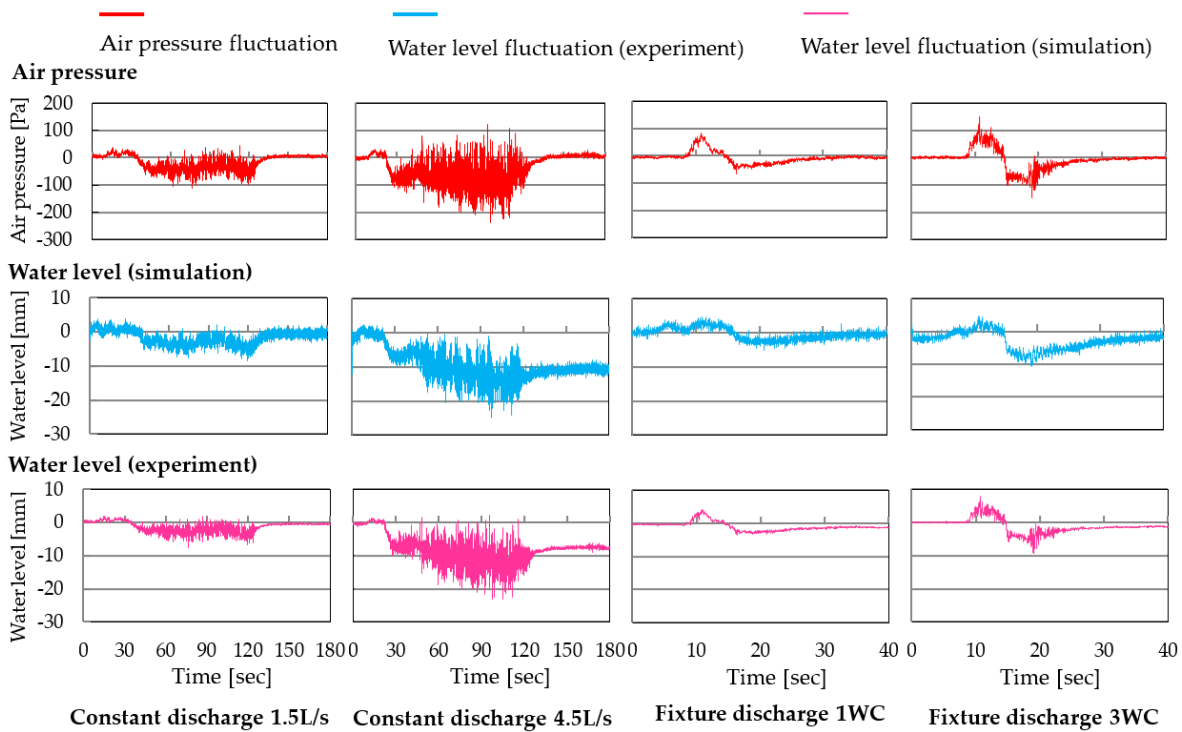 Air pressure fluctuation
Water level fluctuation (experiment)
Water level fluctuation (simulation)
Air pressure
Air pressure [Pa]
200
100
0
-100
-200
-300
Water level (simulation)
Water level [mm]
10
0
-10
-20
-30
Water level (experiment)
Water level [mm]
10
0
-10
-20
-30
0 30 60 90 120 150 180
0 30 60 90 120 150 180
0 10 20 30 40
0 10 20 30 40
Time [sec]
Time [sec]
Time [sec]
Time [sec]
Constant discharge 1.5L/s
Constant discharge 4.5L/s
Fixture discharge 1WC
Fixture discharge 3WC